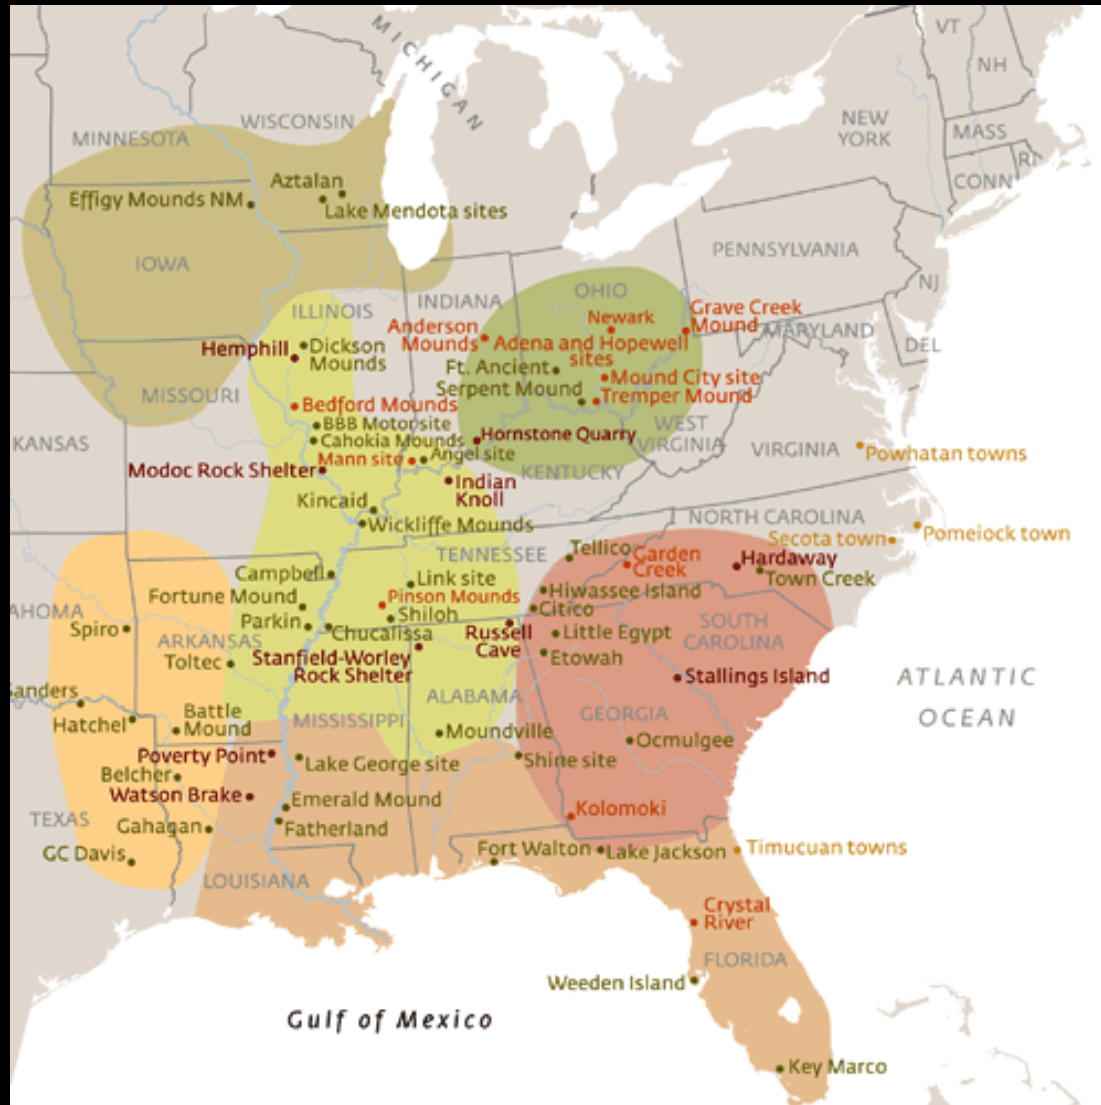 MICHIGAN
VT
NH
NEW
YORK
MASS
RI
CONN
MINNESOTA
WISCONSIN
Aztalan
Effigy Mounds NM
Lake Mendota sites
IOWA
PENNSYLVANIA
NJ
ILLINOIS
INDIANA
OHIO
Grave Creek
Mound
MARYLAND
DEL
Newark
Anderson
Mounds
Adena and Hopewell
sites
Hemphill
Dickson
Mounds
Ft. Ancient
Serpent Mound
Mound City site
Tremper Mound
MISSOURI
Bedford Mounds
BBB Motor site
Cahokia Mounds
Hornstone Quarry
WEST
VIRGINIA
VIRGINIA
Powhatan towns
KANSAS
Mann site
Angel site
Modoc Rock Shelter
KENTUCKY
Indian
Knoll
Kincaid
Wickliffe Mounds
NORTH CAROLINA
Secota town
Pomeiock town
TENNESSEE
Tellico
Garden
Creek
Hardaway
Town Creek
Campbell
Link site
Fortune Mound
Pinson Mounds
Hiwassee Island
Citico
AHOMA
Spiro
ARKANSAS
Parkin
Shiloh
Chucalissa
Russell
Cave
Little Egypt
SOUTH
CAROLINA
Toltec
Stanfield-Worley
Rock Shelter
Etowah
Stallings Island
ATLANTIC
OCEAN
anders
Hatchel
Battle
Mound
MISSISSIPPI
ALABAMA
GEORGIA
Moundville
Ocmulgee
Poverty Point
Lake George site
Shine site
Belcher
Watson Brake
Emerald Mound
Kolomoki
TEXAS
Gahagan
Fatherland
GC Davis
Fort Walton
Lake Jackson
Timucuan towns
LOUISIANA
Crystal
River
FLORIDA
Weeden Island
Gulf of Mexico
Key Marco